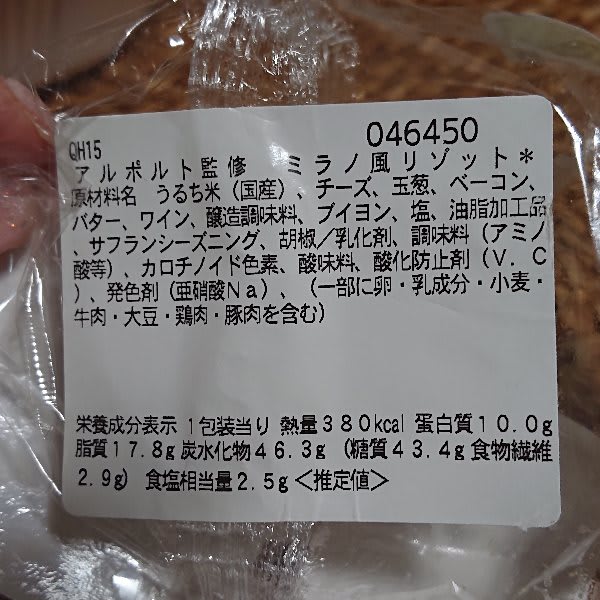 046450
QH15
アルポルト監修 ミラノ風リゾット*
原材料名 うるち米(国産)、チーズ、玉葱、ベーコン、
バター、ワイン、醸造調味料、ブイヨン、塩、油脂加工品
、サフランシーズニング、胡椒/乳化剤、調味料(アミノ
酸等)、カロチノイド色素、酸味料、酸化防止剤(V.C
)、発色剤(亜硝酸Na)、(一部に卵・乳成分・小麦・
牛肉・大豆・鶏肉・豚肉を含む)
栄養成分表示 1包装当り 熱量380kcal 蛋白質10.0g
脂質17.8g 炭水化物46.3g (糖質43.4g 食物繊維
2.9g) 食塩相当量2.5g<推定値>